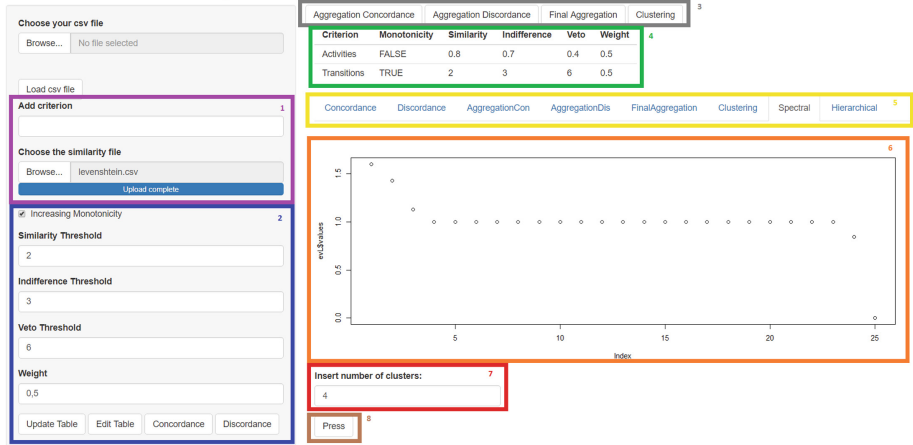 Choose your csv file
Browse... No file selected
Load csv file
Add criterion 1
Choose the similarity file
Browse... levenshtein.csv
Upload complete
Increasing Monotonicity 2
Similarity Threshold
2
Indifference Threshold
3
Veto Threshold
6
Weight
0,5
Update Table Edit Table Concordance Discordance
Aggregation Concordance Aggregation Discordance Final Aggregation Clustering 3
Criterion Monotonicity Similarity Indifference Veto Weight 4
Activities FALSE 0.8 0.7 0.4 0.5
Transitions TRUE 2 3 6 0.5
Concordance Discordance AggregationCon AggregationDis FinalAggregation Clustering Spectral Hierarchical 5
6
evL$values
1.5
1.0
0.5
0.0
5 10 15 20 25
Index
Insert number of clusters: 7
4
Press 8